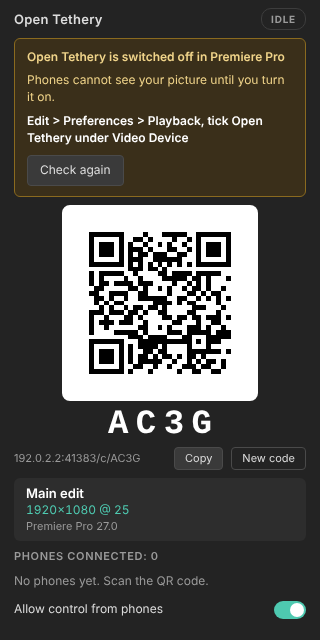 Open Tethery
IDLE
Open Tethery is switched off in Premiere Pro
Phones cannot see your picture until you turn
it on.
Edit > Preferences > Playback, tick Open
Tethery under Video Device
Check again
AC3G
192.0.2.2:41383/c/AC3G
Copy
New code
Main edit
1920×1080 @ 25
Premiere Pro 27.0
PHONES CONNECTED: 0
No phones yet. Scan the QR code.
Allow control from phones